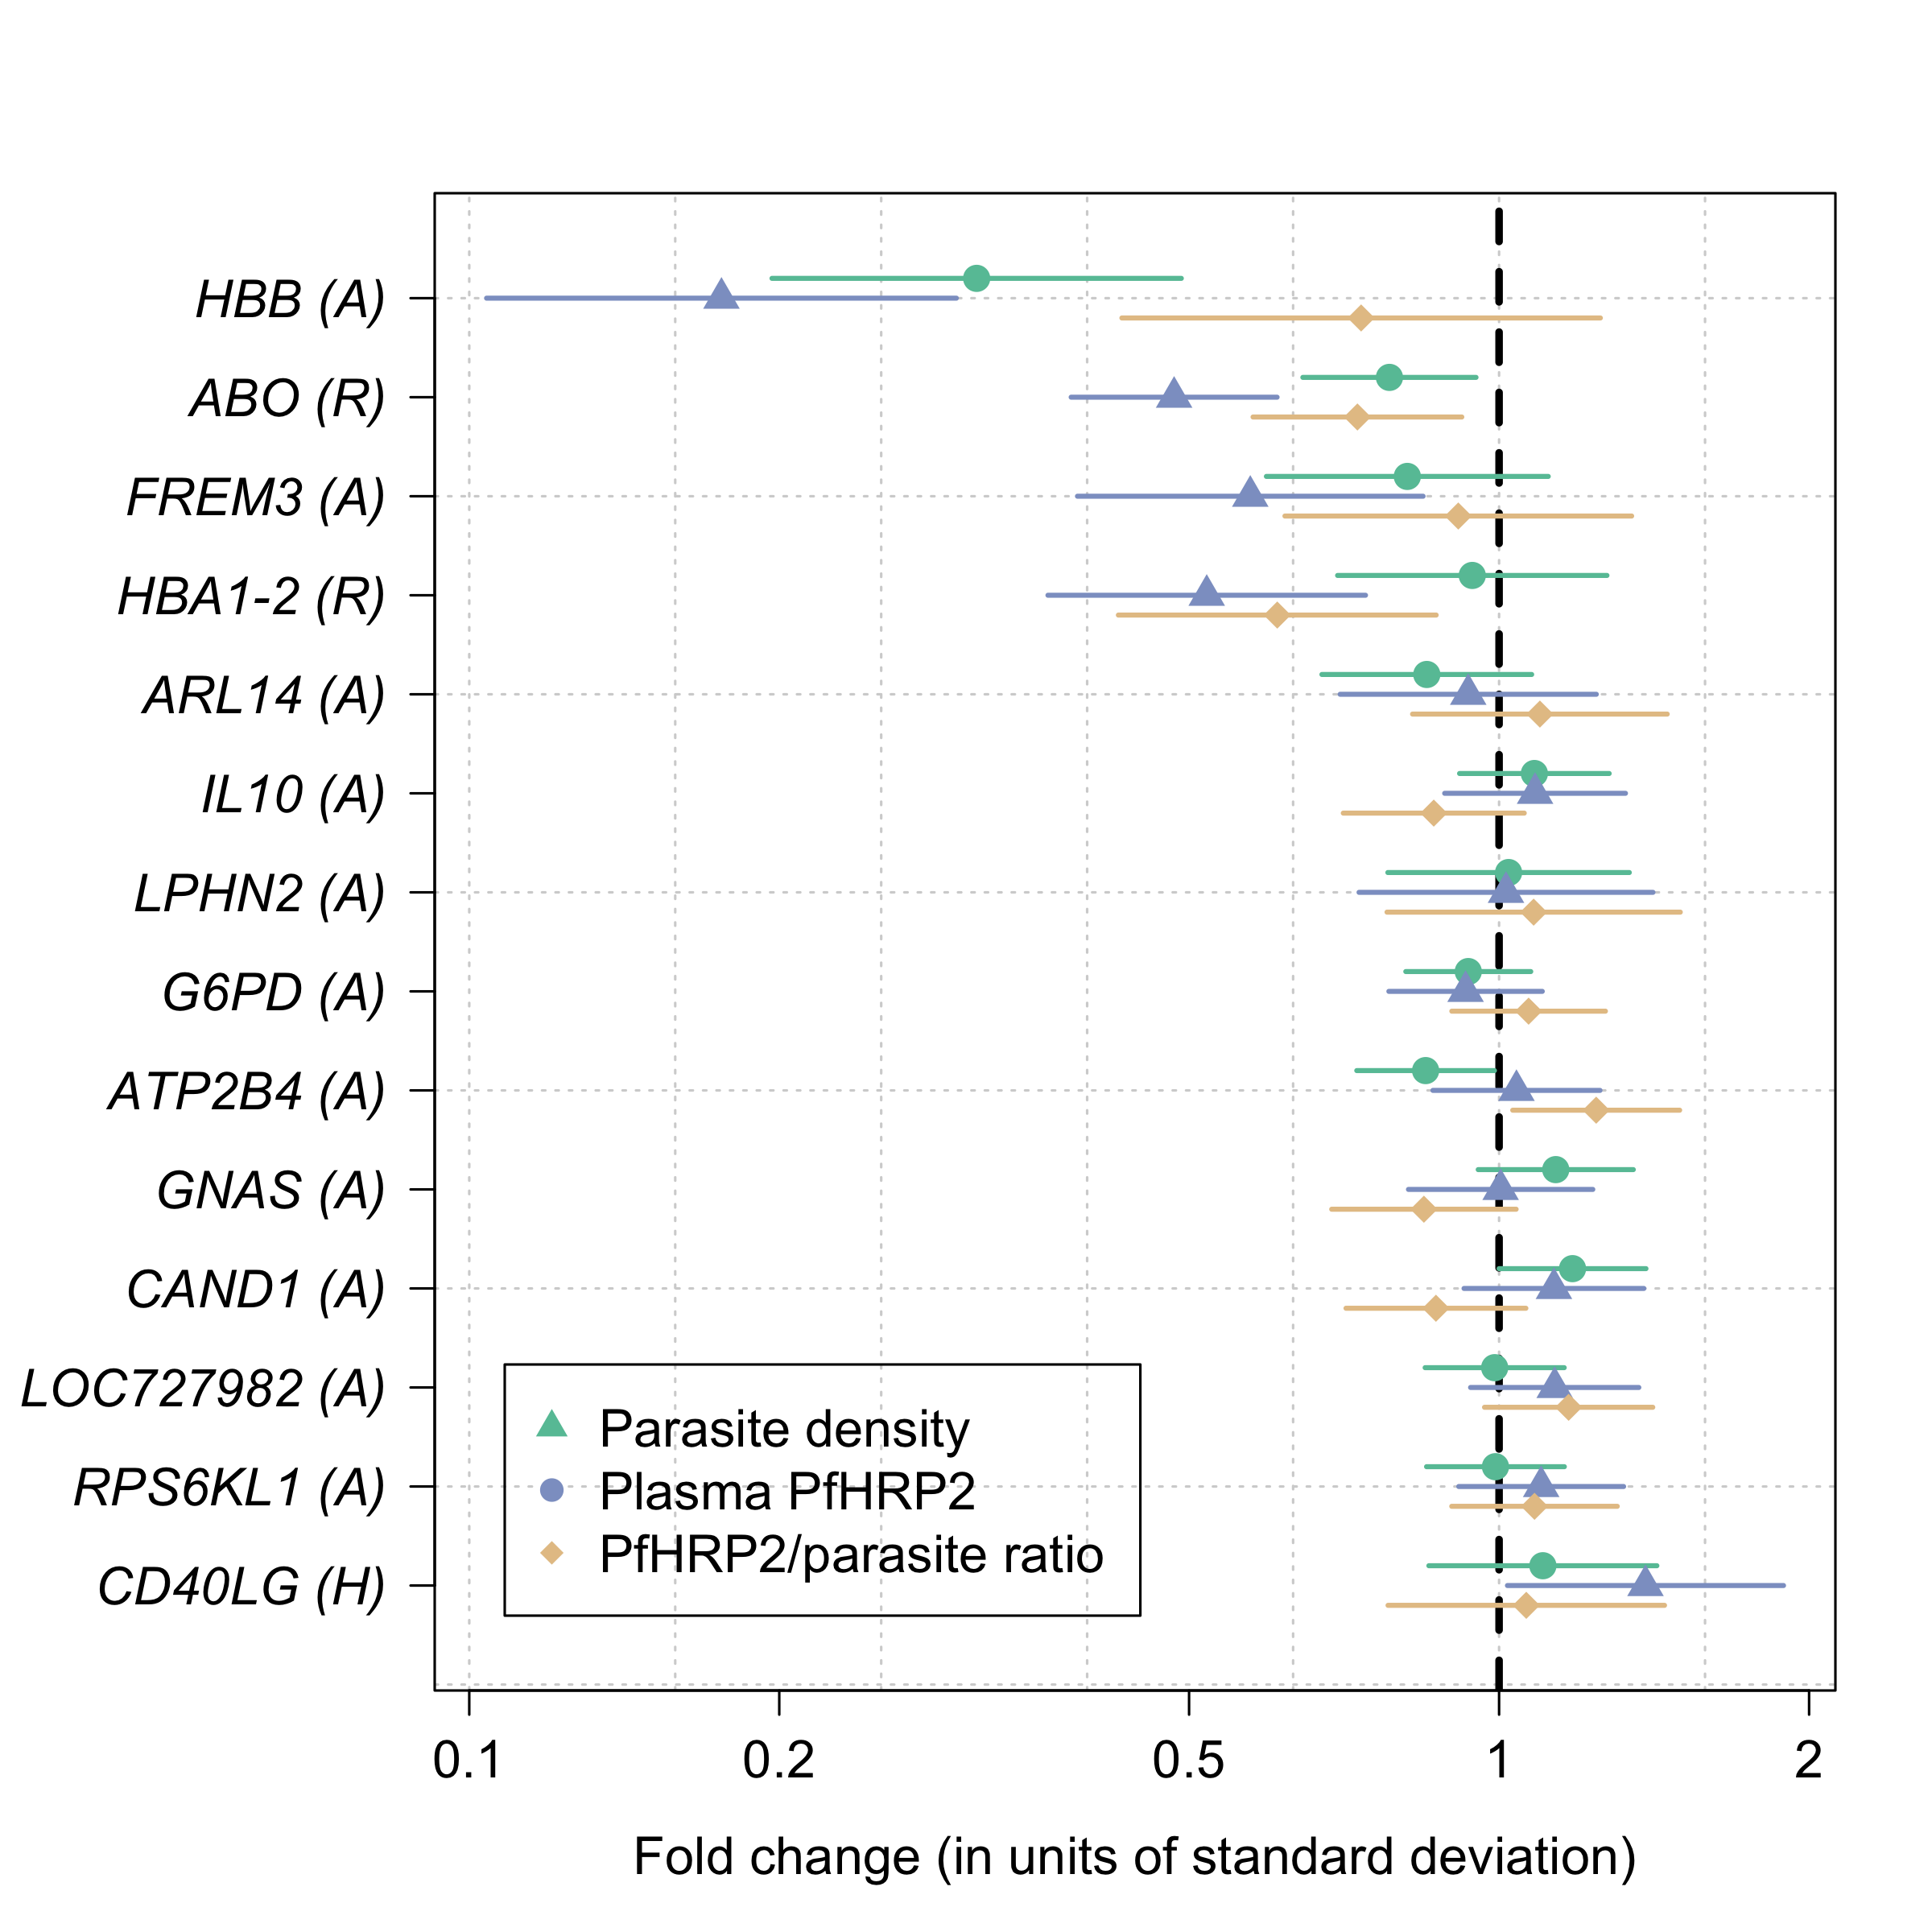 HBB (A)
ABO (R)
FREM3 (A)
HBA1-2 (R)
ARL14 (A)
IL10 (A)
LPHN2 (A)
G6PD (A)
ATP2B4 (A)
GNAS (A)
CAND1 (A)
LOC727982 (A)
RPS6KL1 (A)
CD40LG (H)
Parasite density
Plasma PfHRP2
PfHRP2/parasite ratio
0.1 0.2 0.5 1 2
Fold change (in units of standard deviation)